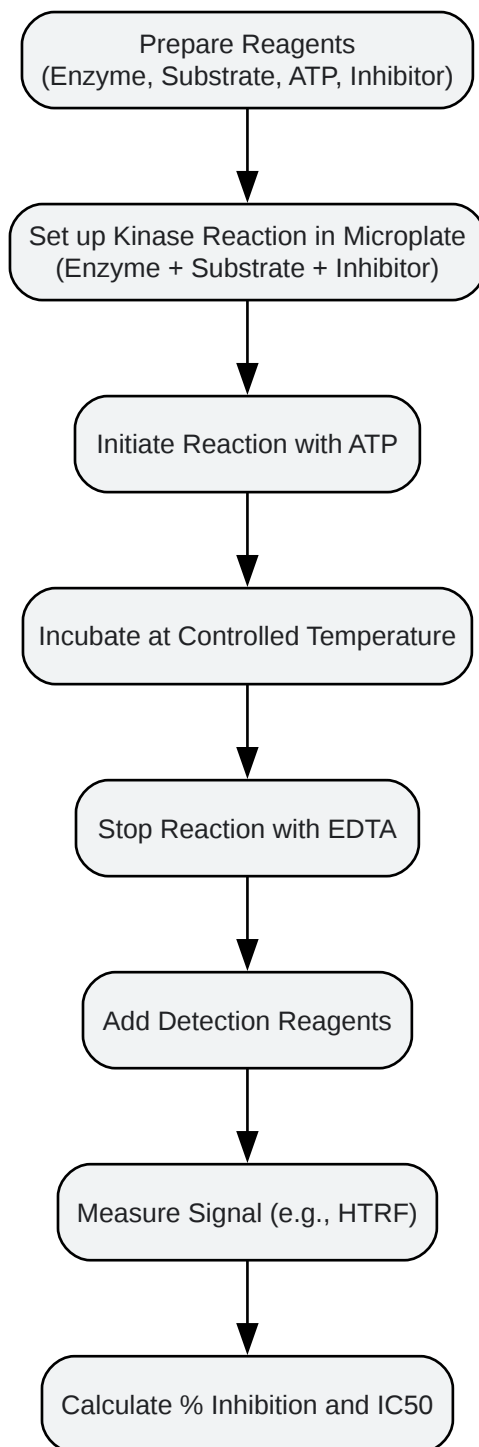 Prepare Reagents
(Enzyme, Substrate, ATP, Inhibitor)
Set up Kinase Reaction in Microplate
(Enzyme + Substrate + Inhibitor)
Initiate Reaction with ATP
Incubate at Controlled Temperature
Stop Reaction with EDTA
Add Detection Reagents
Measure Signal (e.g., HTRF)
Calculate % Inhibition and IC50